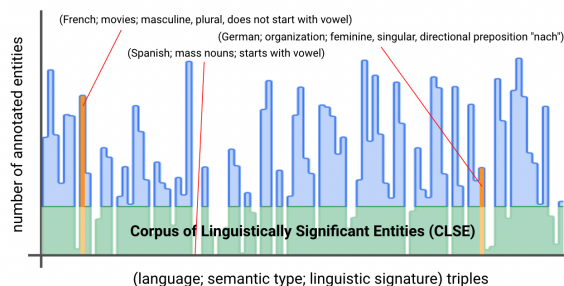 (French; movies; masculine, plural, does not start with vowel)
(German; organization; feminine, singular, directional preposition "nach")
(Spanish; mass nouns; starts with vowel)
number of annotated entities
Corpus of Linguistically Significant Entities (CLSE)
(language; semantic type; linguistic signature) triples